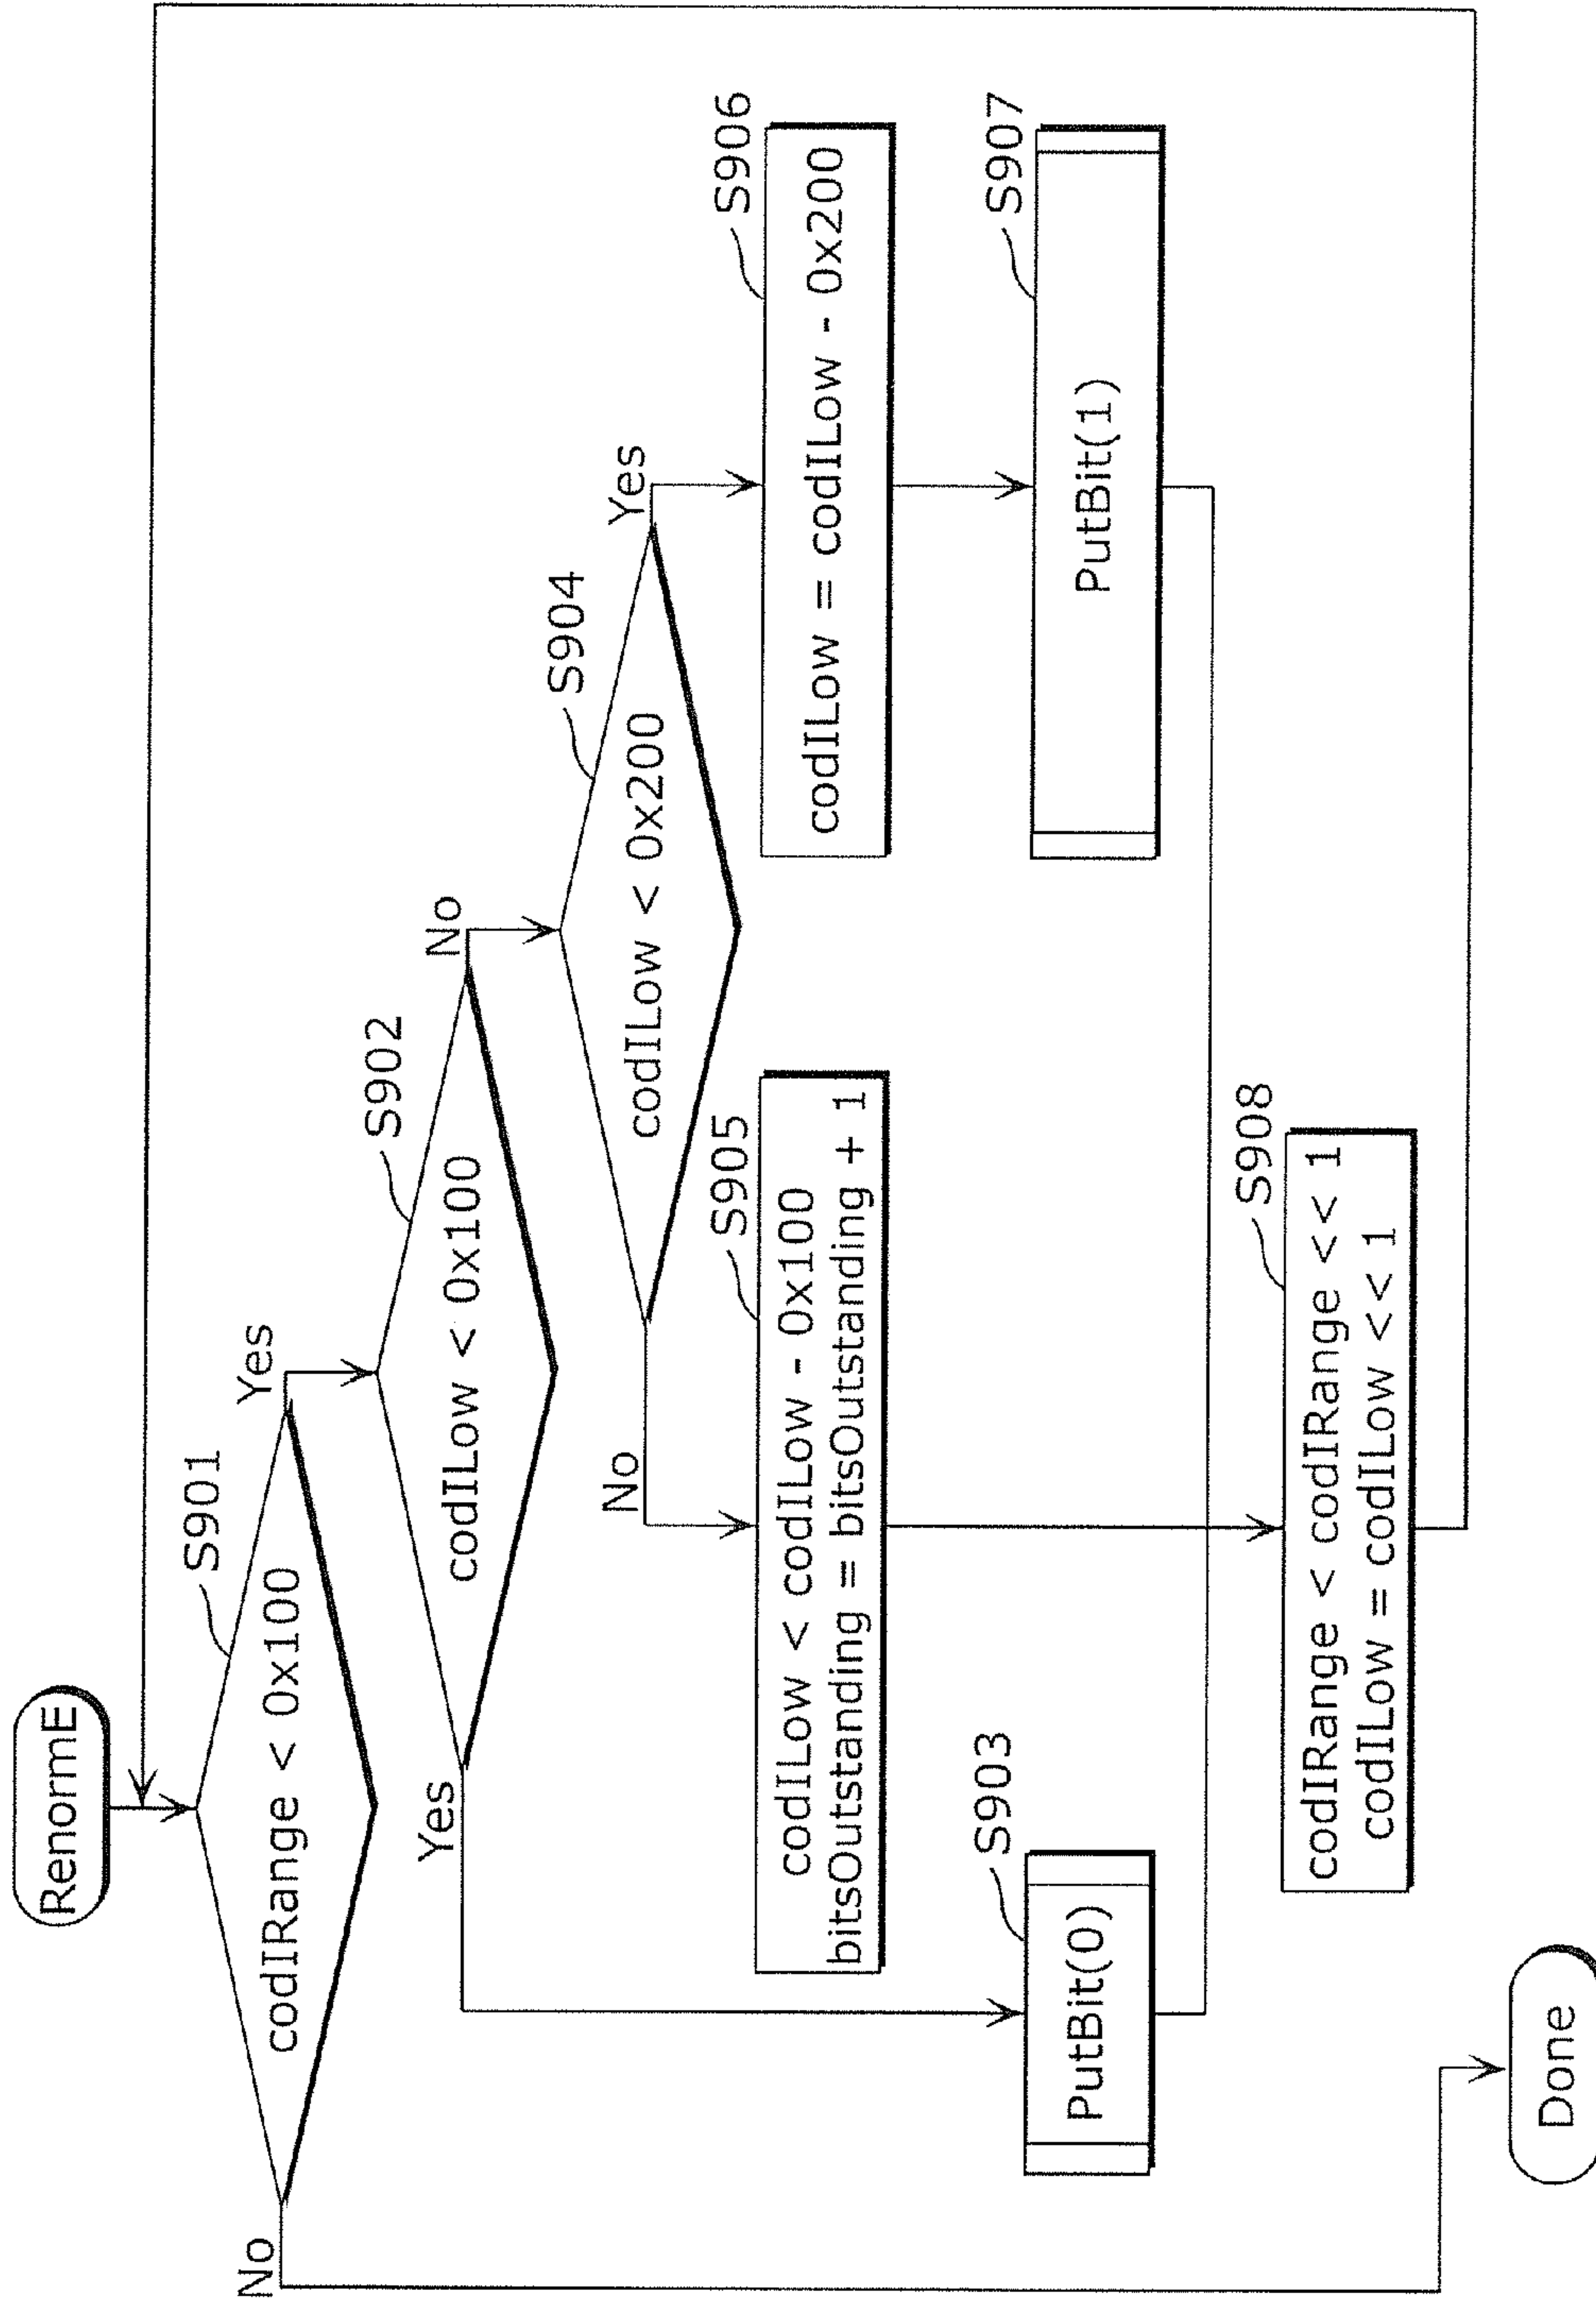 RenormE
S901
codIRange < 0x100
No
Yes
S902
codILow < 0x100
Yes
No
S904
codILow < 0x200
No
Yes
S905
codILow < codILow - 0x100
bitsOutstanding = bitsOutstanding + 1
S906
codILow = codILow - 0x200
S903
PutBit(0)
S907
PutBit(1)
S908
codIRange < codIRange << 1
codILow = codILow << 1
Done